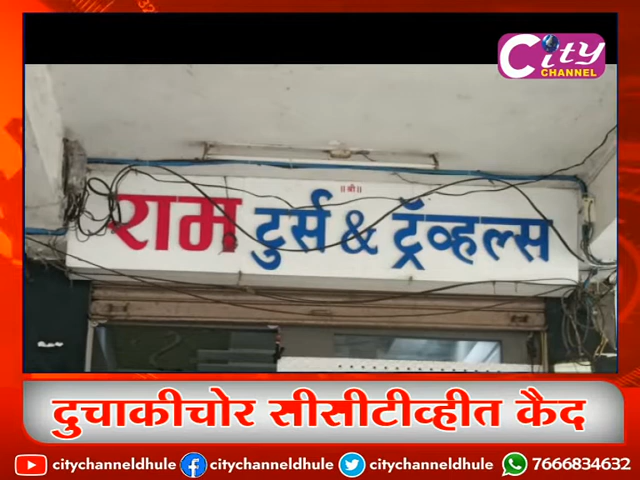 City
CHANNEL
॥ श्री ॥
राम टुर्स & ट्रॅव्हल्स
दुचाकीचोर सीसीटीव्हीत कैद
citychanneldhule citychanneldhule citychanneldhule 7666834632